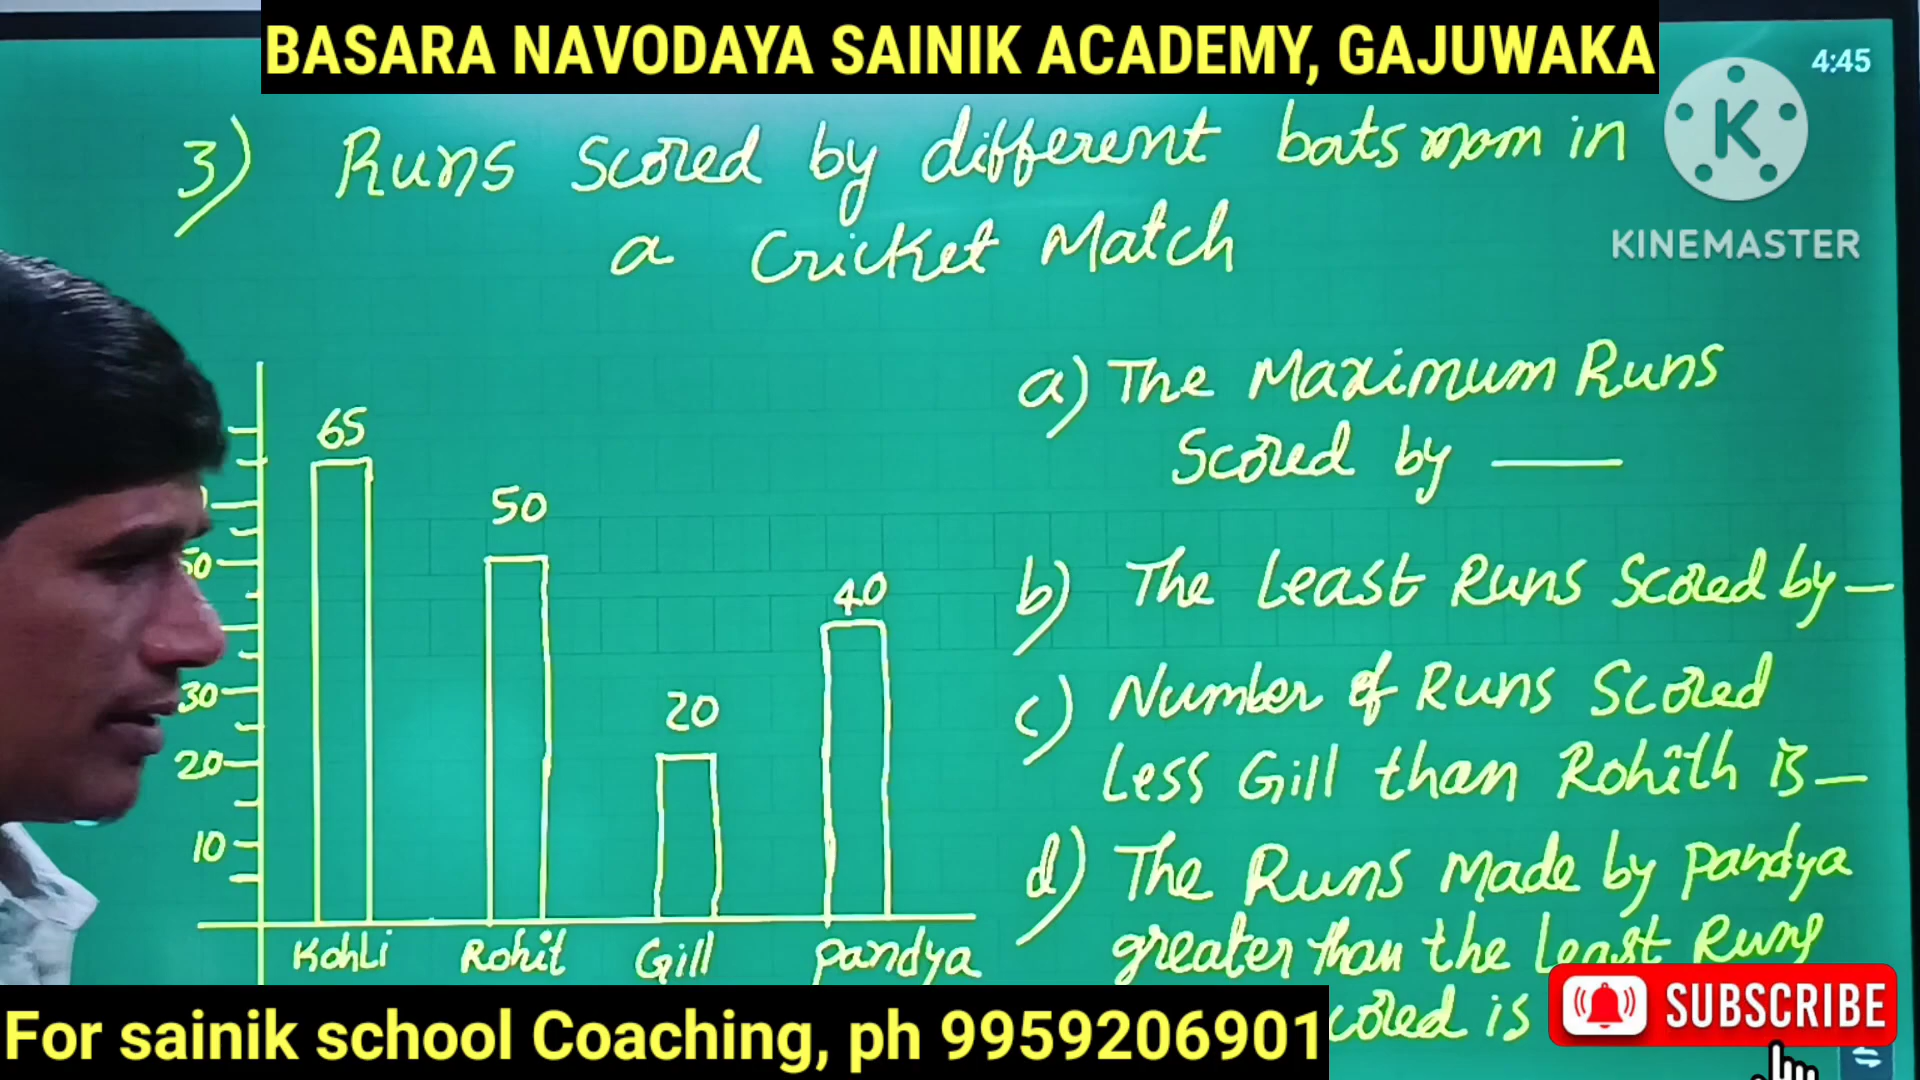 BASARA NAVODAYA SAINIK ACADEMY, GAJUWAKA
4:45
K
KINEMASTER
3) Runs Scored by different batsmam in
a Cricket Match
65
50
20
40
50
30
20
10
Kohli Rohit Gill Pandya
a) The Maximum Runs
Scored by —
b) The Least Runs Scored by —
c) Number of Runs Scored
Less Gill than Rohith is —
d) The Runs Made by Pandya
greater than the Least Runs
scored is
For sainik school Coaching, ph 9959206901
SUBSCRIBE